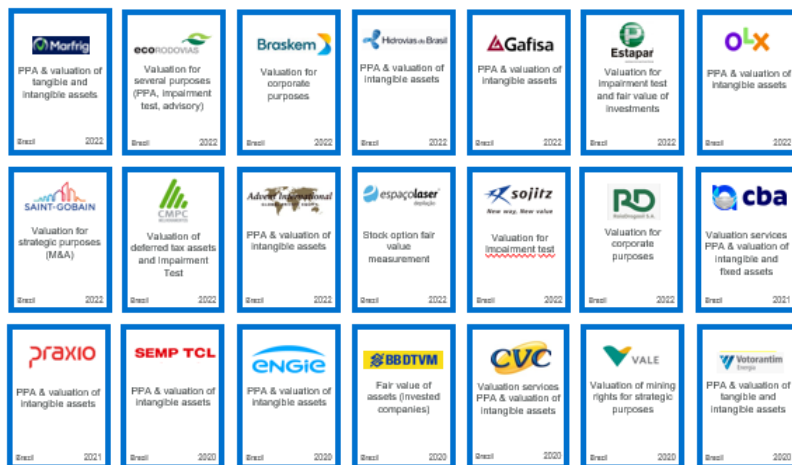 Marfrig
PPA & valuation of
tangible and
intangible assets
Brazil 2022
ecoRODOVIAS
Valuation for
several purposes
(PPA, impairment
test, advisory)
Brazil 2022
Braskem
Valuation for
corporate
purposes
Brazil 2022
Hidrovias do Brasil
PPA & valuation of
intangible assets
Brazil 2022
Gafisa
PPA & valuation of
intangible assets
Brazil 2022
Estapar
Valuation for
impairment test
and fair value of
investments
Brazil 2022
OLX
PPA & valuation of
intangible assets
Brazil 2022
SAINT-GOBAIN
Valuation for
strategic purposes
(M&A)
Brazil 2022
CMPC
Valuation of
deferred tax assets
and Impairment
Test
Brazil 2022
Advent International
GLOBAL PRIVATE EQUITY
PPA & valuation of
intangible assets
Brazil 2022
espaçolaser
depilação
Stock option fair
value
measurement
Brazil 2022
sojitz
New way, New value
Valuation for
Impairment test
Brazil 2022
RD
RaiaDrogasil S.A.
Valuation for
corporate
purposes
Brazil 2022
cba
Valuation services
PPA & valuation of
intangible and
fixed assets
Brazil 2021
praxio
PPA & valuation of
intangible assets
Brazil 2021
SEMP TCL
PPA & valuation of
intangible assets
Brazil 2020
ENGIE
PPA & valuation of
intangible assets
Brazil 2020
BB DTVM
Fair value of
assets (invested
companies)
Brazil 2020
CVC
Valuation services
PPA & valuation of
intangible assets
Brazil 2020
VALE
Valuation of mining
rights for strategic
purposes
Brazil 2020
Votorantim
Energia
PPA & valuation of
tangible and
intangible assets
Brazil 2020